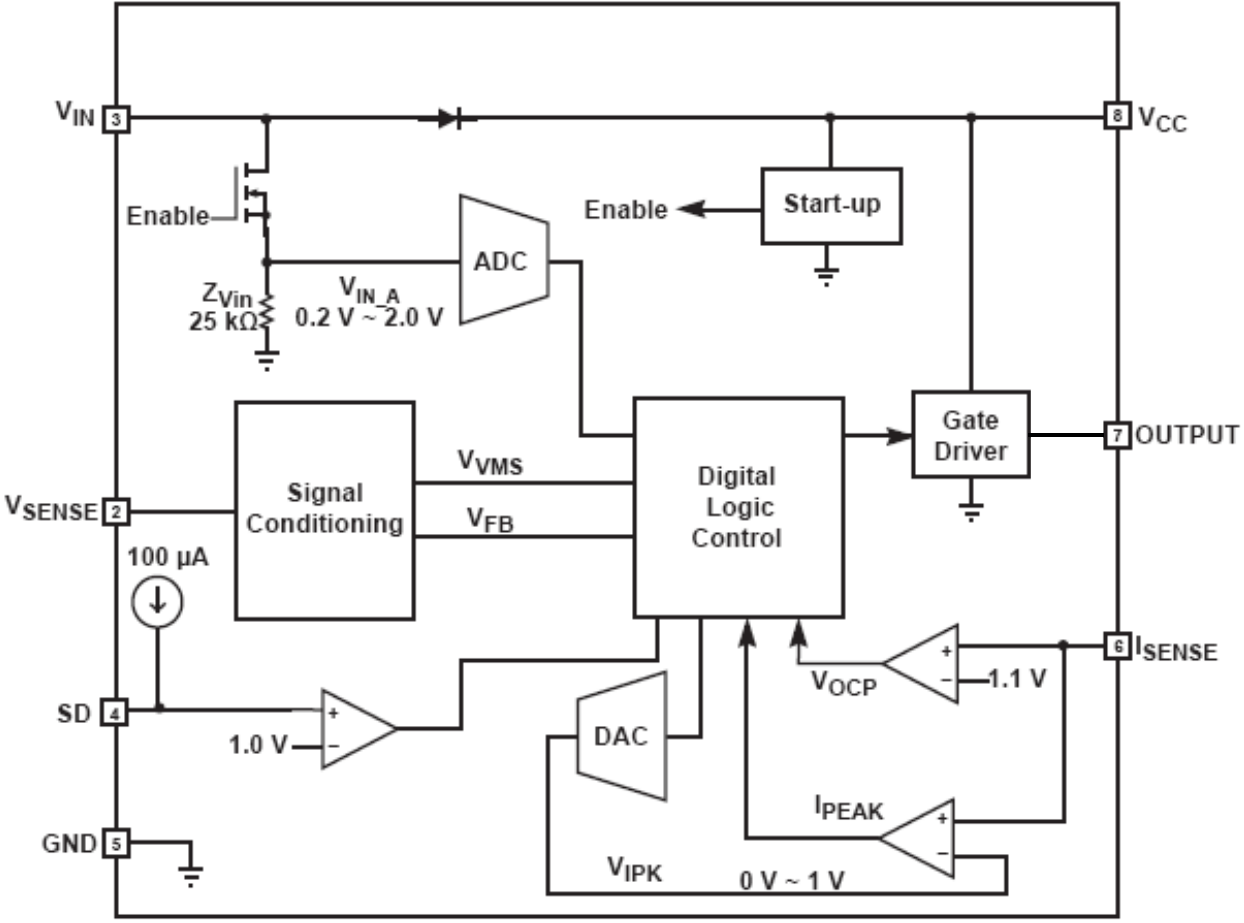 VIN 3
8 VCC
Enable
Enable
Start-up
ADC
ZVin
25 kΩ
VIN_A
0.2 V ~ 2.0 V
Gate
Driver
7 OUTPUT
VSENSE 2
Signal
Conditioning
VVMS
VFB
Digital
Logic
Control
100 µA
6 ISENSE
+
−
1.1 V
VOCP
SD 4
+
−
1.0 V
DAC
IPEAK
+
−
GND 5
VIPK
0 V ~ 1 V